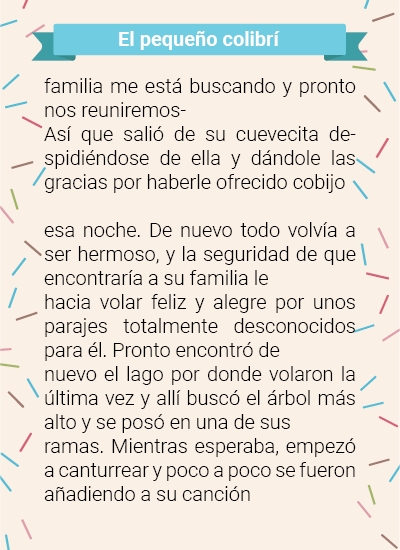 El pequeño colibrí
familia me está buscando y pronto
nos reuniremos-
Así que salió de su cuevecita de-
spidiéndose de ella y dándole las
gracias por haberle ofrecido cobijo
esa noche. De nuevo todo volvía a
ser hermoso, y la seguridad de que
encontraría a su familia le
hacia volar feliz y alegre por unos
parajes totalmente desconocidos
para él. Pronto encontró de
nuevo el lago por donde volaron la
última vez y allí buscó el árbol más
alto y se posó en una de sus
ramas. Mientras esperaba, empezó
a canturrear y poco a poco se fueron
añadiendo a su canción